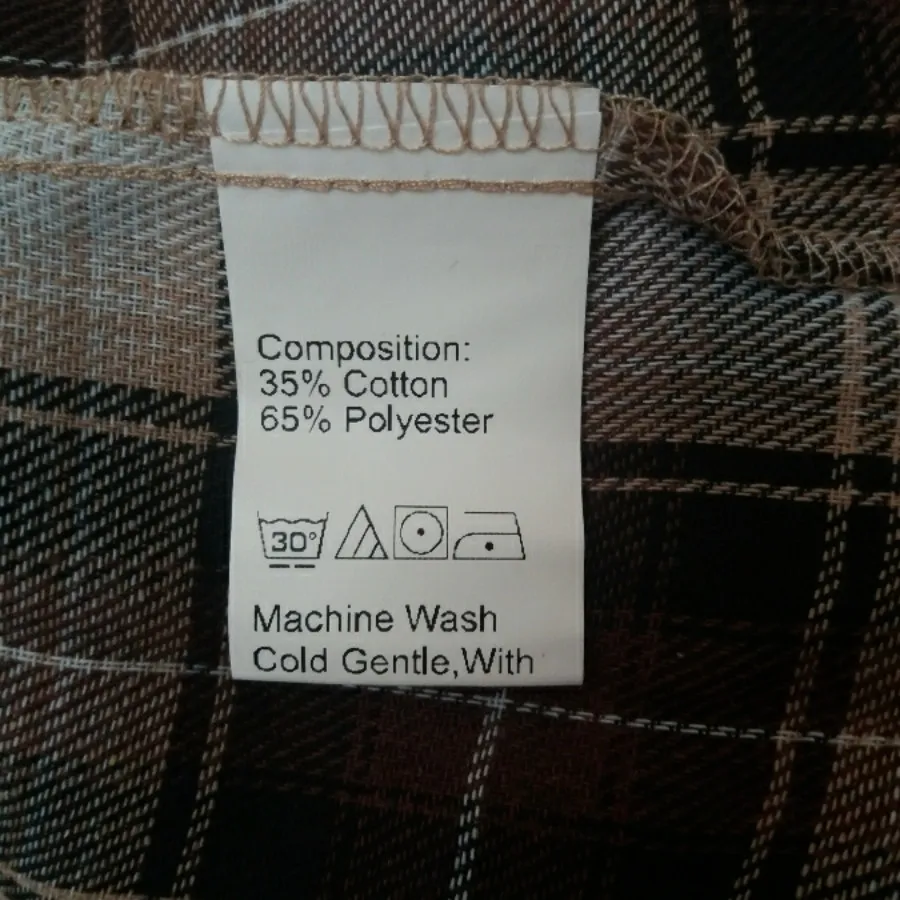 Composition:
35% Cotton
65% Polyester
30°
Machine Wash
Cold Gentle,With